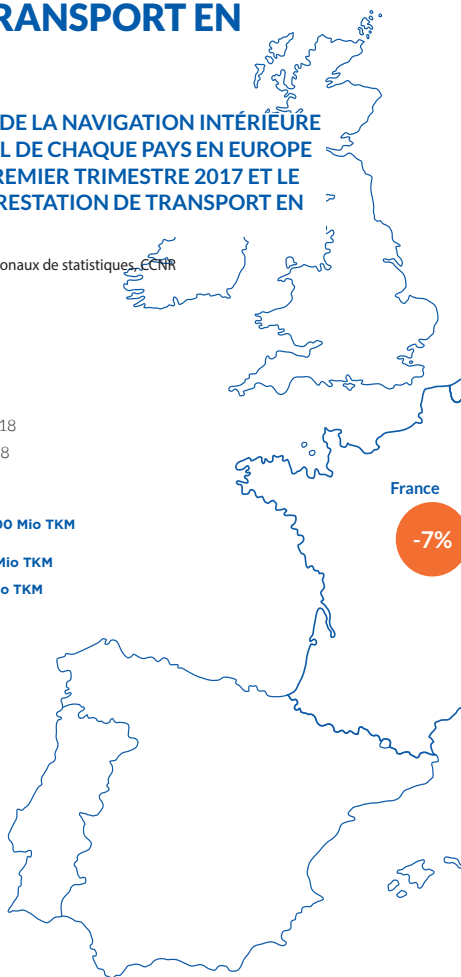 RANSPORT EN
DE LA NAVIGATION INTÉRIEURE
L DE CHAQUE PAYS EN EUROPE
REMIER TRIMESTRE 2017 ET LE
RESTATION DE TRANSPORT EN
onaux de statistiques, CCNR
18
8
00 Mio TKM
Mio TKM
o TKM
France
-7%